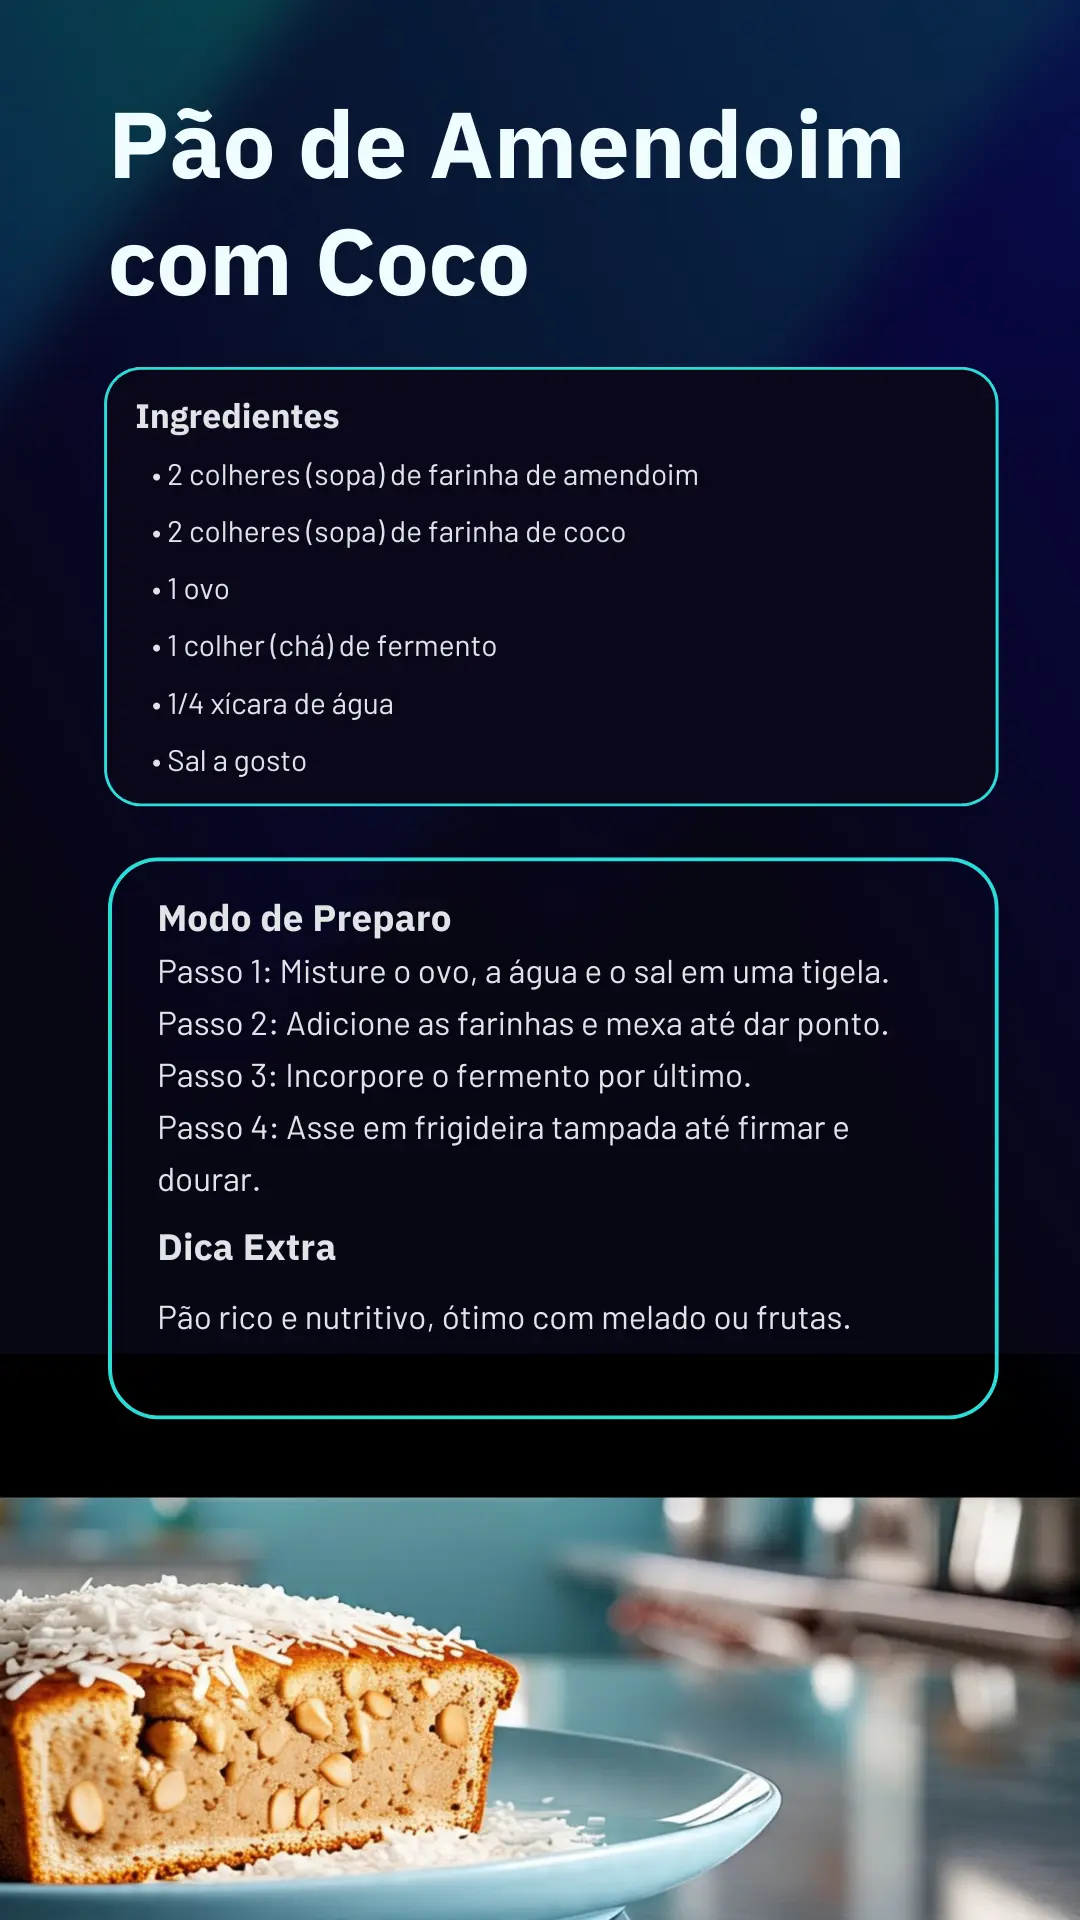 Pão de Amendoim
com Coco
Ingredientes
• 2 colheres (sopa) de farinha de amendoim
• 2 colheres (sopa) de farinha de coco
• 1 ovo
• 1 colher (chá) de fermento
• 1/4 xícara de água
• Sal a gosto
Modo de Preparo
Passo 1: Misture o ovo, a água e o sal em uma tigela.
Passo 2: Adicione as farinhas e mexa até dar ponto.
Passo 3: Incorpore o fermento por último.
Passo 4: Asse em frigideira tampada até firmar e
dourar.
Dica Extra
Pão rico e nutritivo, ótimo com melado ou frutas.